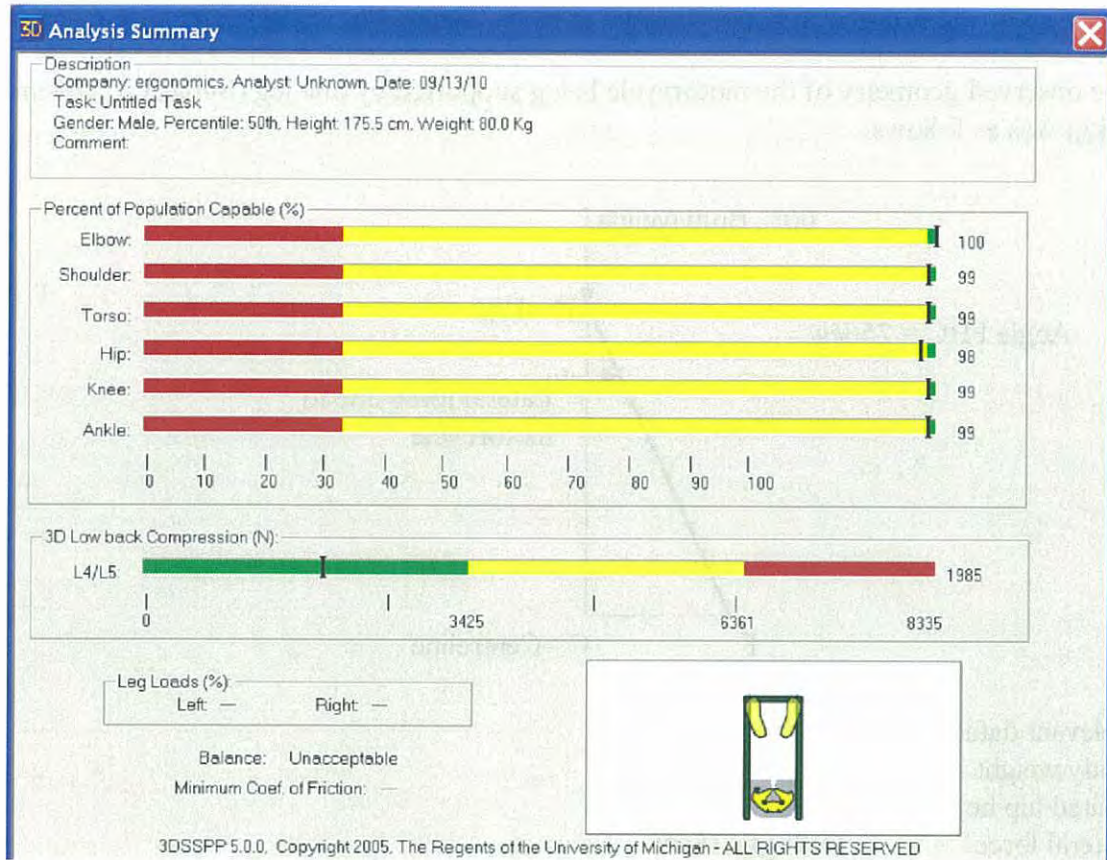 3D Analysis Summary
Description
Company: ergonomics, Analyst: Unknown, Date: 09/13/10
Task: Untitled Task
Gender: Male, Percentile: 50th, Height: 175.5 cm, Weight: 80.0 Kg
Comment:
Percent of Population Capable (%)
Elbow: 100
Shoulder: 99
Torso: 99
Hip: 98
Knee: 99
Ankle: 99
0 10 20 30 40 50 60 70 80 90 100
3D Low back Compression (N):
L4/L5 1985
0 3425 6361 8335
Leg Loads (%)
Left: — Right: —
Balance: Unacceptable
Minimum Coef. of Friction: —
3DSSPP 5.0.0, Copyright 2005, The Regents of the University of Michigan - ALL RIGHTS RESERVED